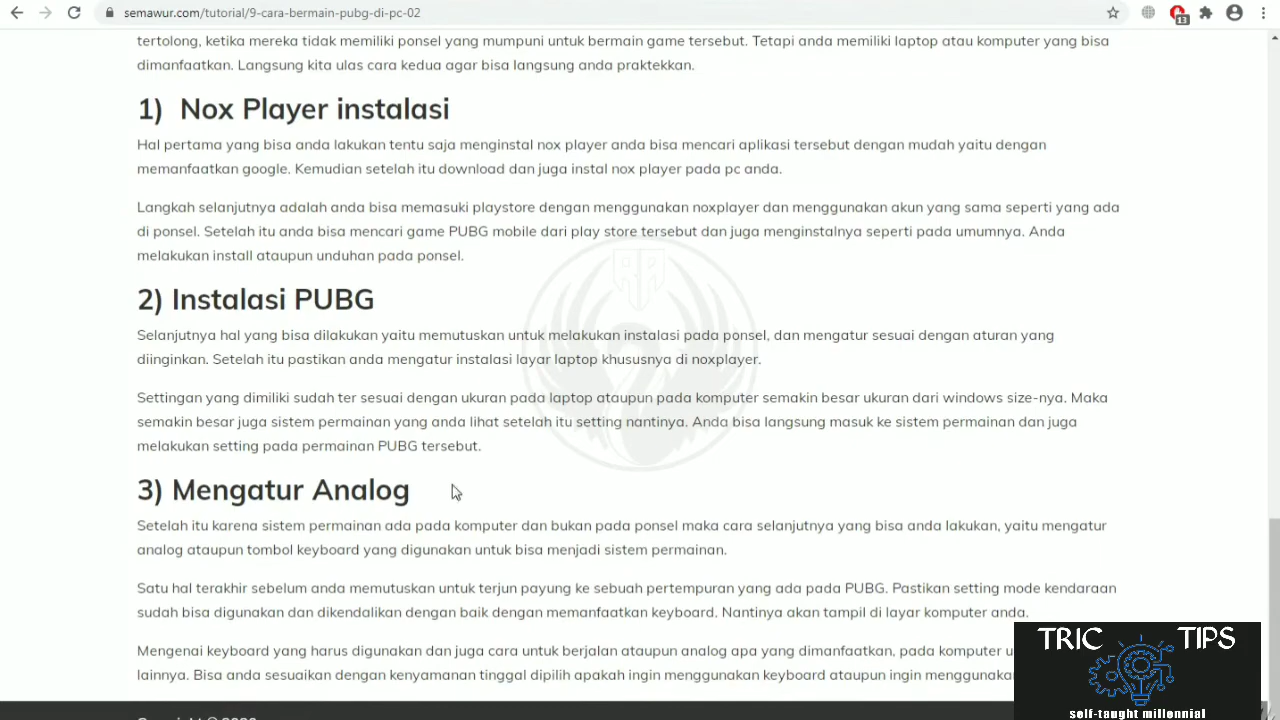 semawur.com/tutorial/9-cara-bermain-pubg-di-pc-02
13
tertolong, ketika mereka tidak memiliki ponsel yang mumpuni untuk bermain game tersebut. Tetapi anda memiliki laptop atau komputer yang bisa
dimanfaatkan. Langsung kita ulas cara kedua agar bisa langsung anda praktekkan.
1) Nox Player instalasi
Hal pertama yang bisa anda lakukan tentu saja menginstal nox player anda bisa mencari aplikasi tersebut dengan mudah yaitu dengan
memanfaatkan google. Kemudian setelah itu download dan juga instal nox player pada pc anda.
Langkah selanjutnya adalah anda bisa memasuki playstore dengan menggunakan noxplayer dan menggunakan akun yang sama seperti yang ada
di ponsel. Setelah itu anda bisa mencari game PUBG mobile dari play store tersebut dan juga menginstalnya seperti pada umumnya. Anda
melakukan install ataupun unduhan pada ponsel.
2) Instalasi PUBG
Selanjutnya hal yang bisa dilakukan yaitu memutuskan untuk melakukan instalasi pada ponsel, dan mengatur sesuai dengan aturan yang
diinginkan. Setelah itu pastikan anda mengatur instalasi layar laptop khususnya di noxplayer.
Settingan yang dimiliki sudah ter sesuai dengan ukuran pada laptop ataupun pada komputer semakin besar ukuran dari windows size-nya. Maka
semakin besar juga sistem permainan yang anda lihat setelah itu setting nantinya. Anda bisa langsung masuk ke sistem permainan dan juga
melakukan setting pada permainan PUBG tersebut.
3) Mengatur Analog
Setelah itu karena sistem permainan ada pada komputer dan bukan pada ponsel maka cara selanjutnya yang bisa anda lakukan, yaitu mengatur
analog ataupun tombol keyboard yang digunakan untuk bisa menjadi sistem permainan.
Satu hal terakhir sebelum anda memutuskan untuk terjun payung ke sebuah pertempuran yang ada pada PUBG. Pastikan setting mode kendaraan
sudah bisa digunakan dan dikendalikan dengan baik dengan memanfaatkan keyboard. Nantinya akan tampil di layar komputer anda.
Mengenai keyboard yang harus digunakan dan juga cara untuk berjalan ataupun analog apa yang dimanfaatkan, pada komputer
lainnya. Bisa anda sesuaikan dengan kenyamanan tinggal dipilih apakah ingin menggunakan keyboard ataupun ingin
TRIC TIPS
self-taught millennial